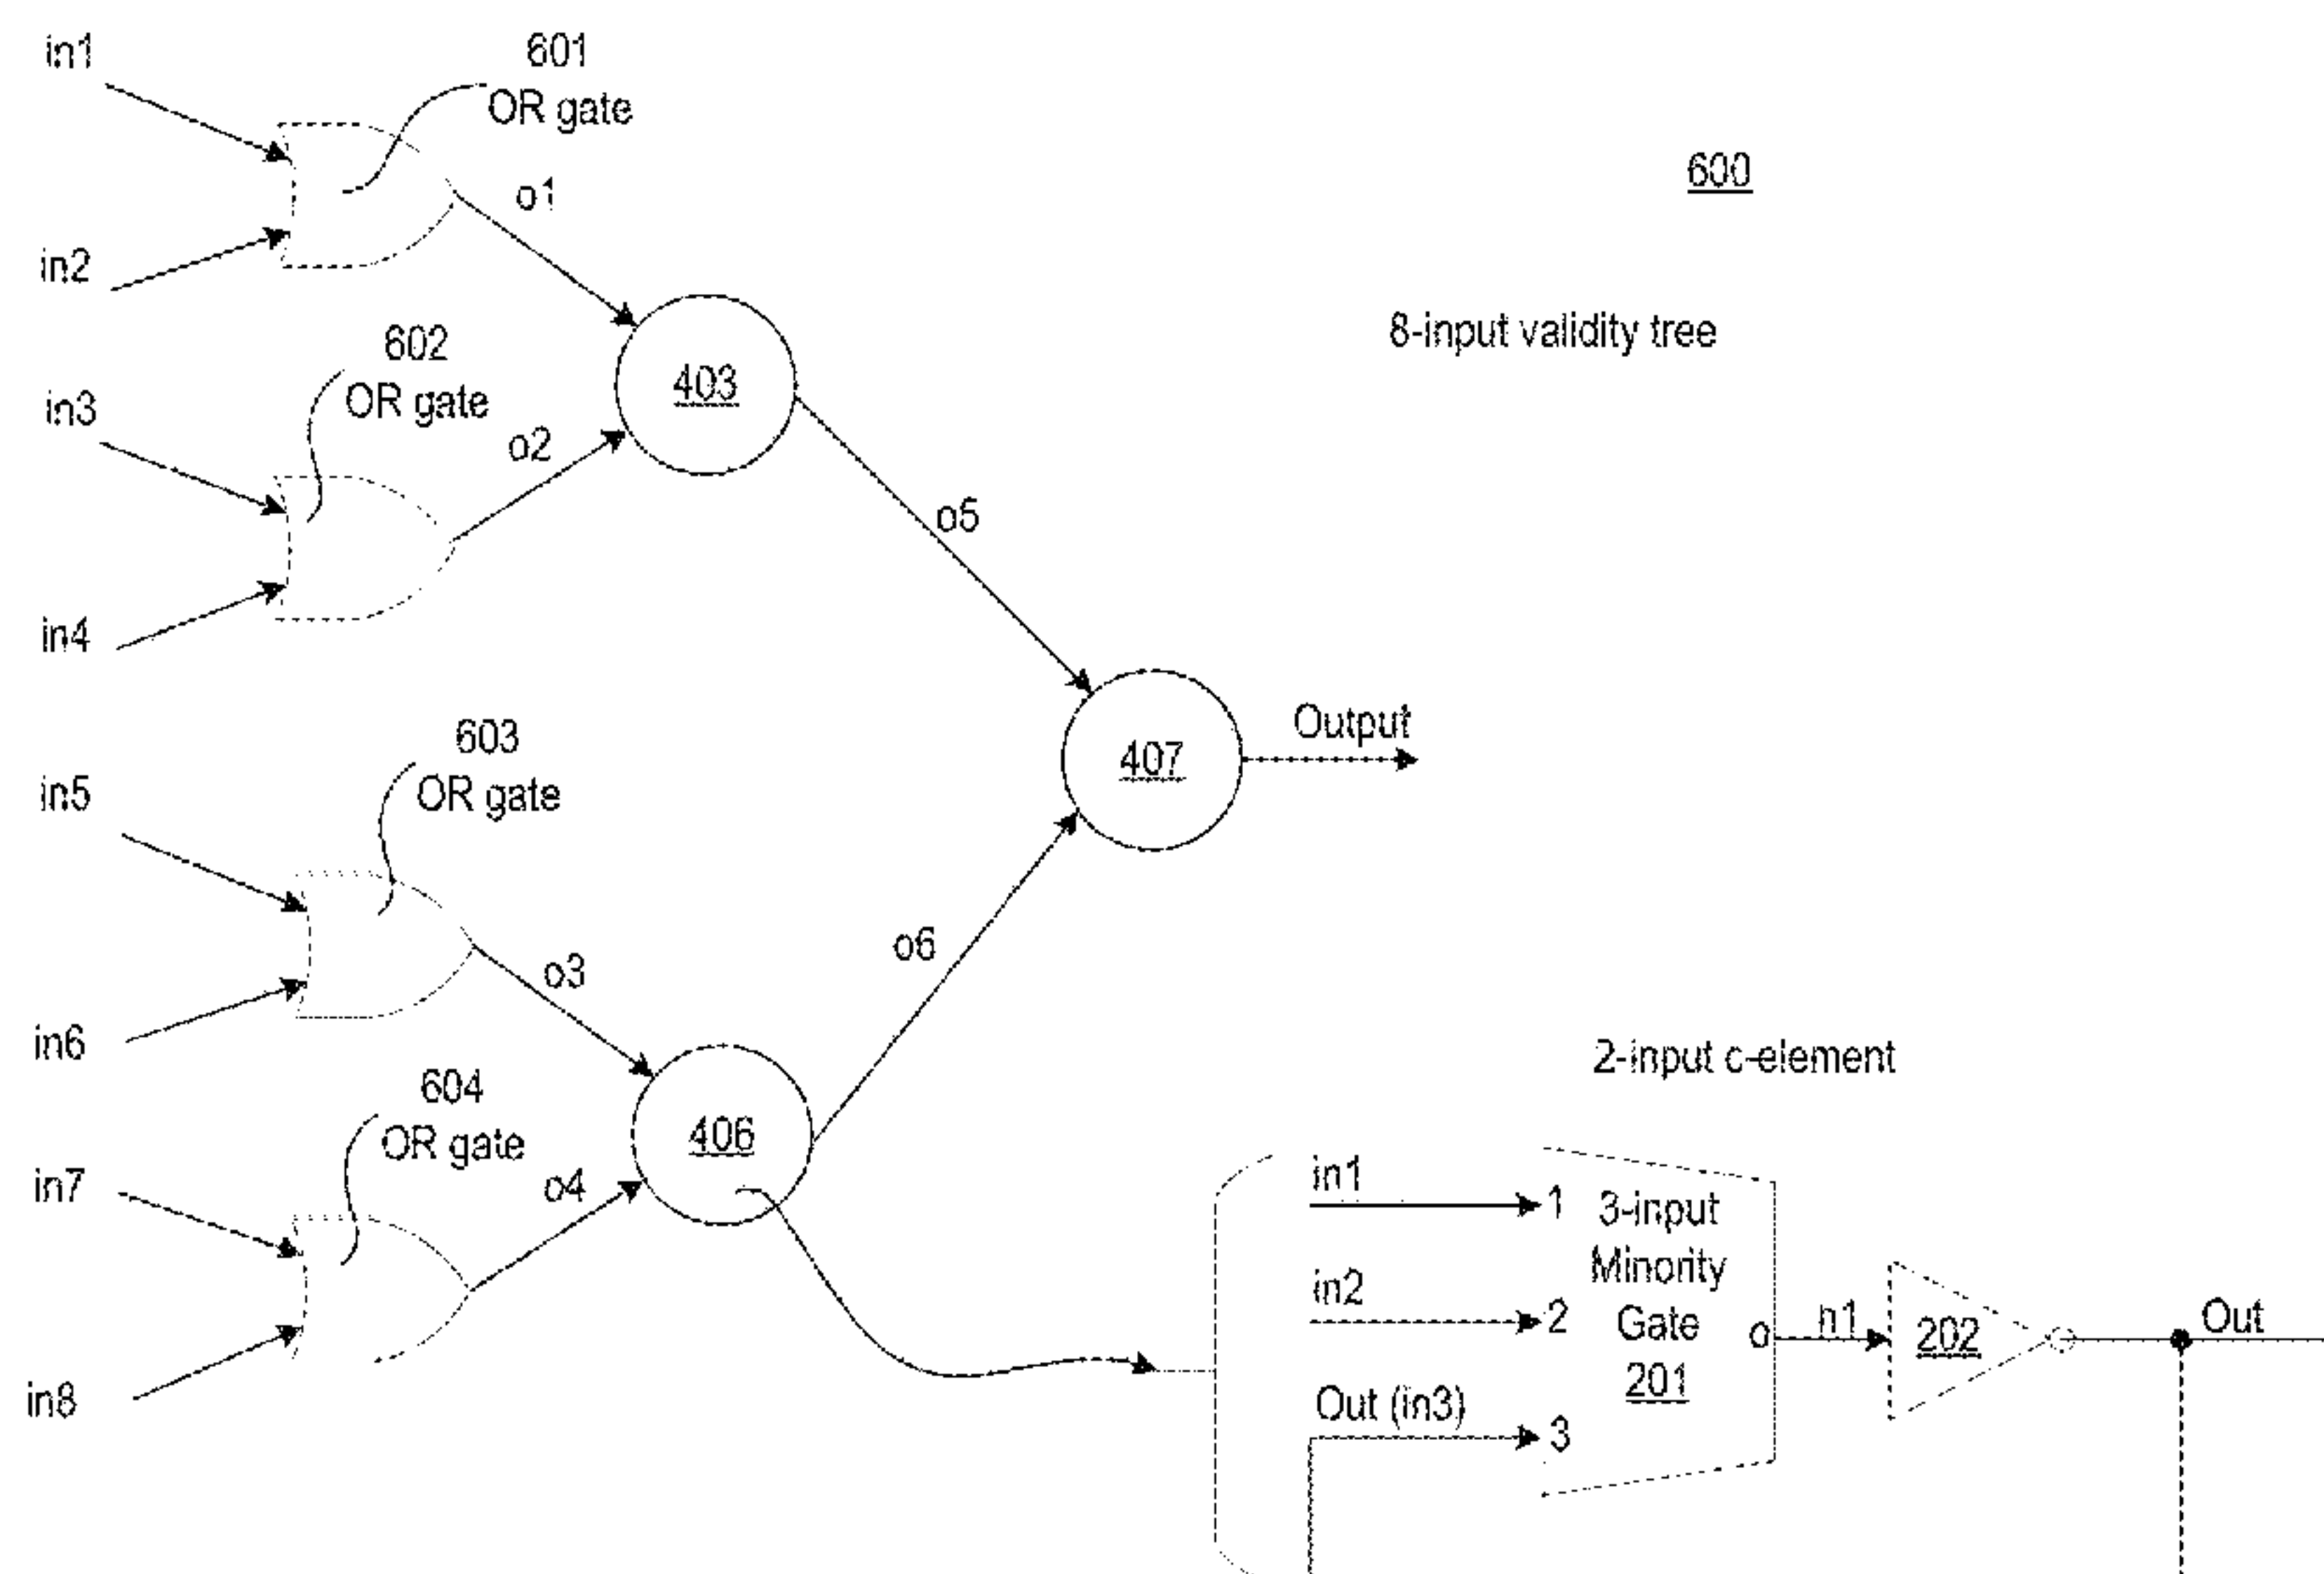 in1
601
OR gate
o1
in2
600
8-input validity tree
602
OR gate
in3
403
o2
o5
in4
603
OR gate
in5
Output
407
o3
o6
in6
604
OR gate
406
2-input c-element
in7
o4
in8
in1
1
3-input
Minority
Gate
201
in2
2
o
n1
202
Out
Out (in3)
3